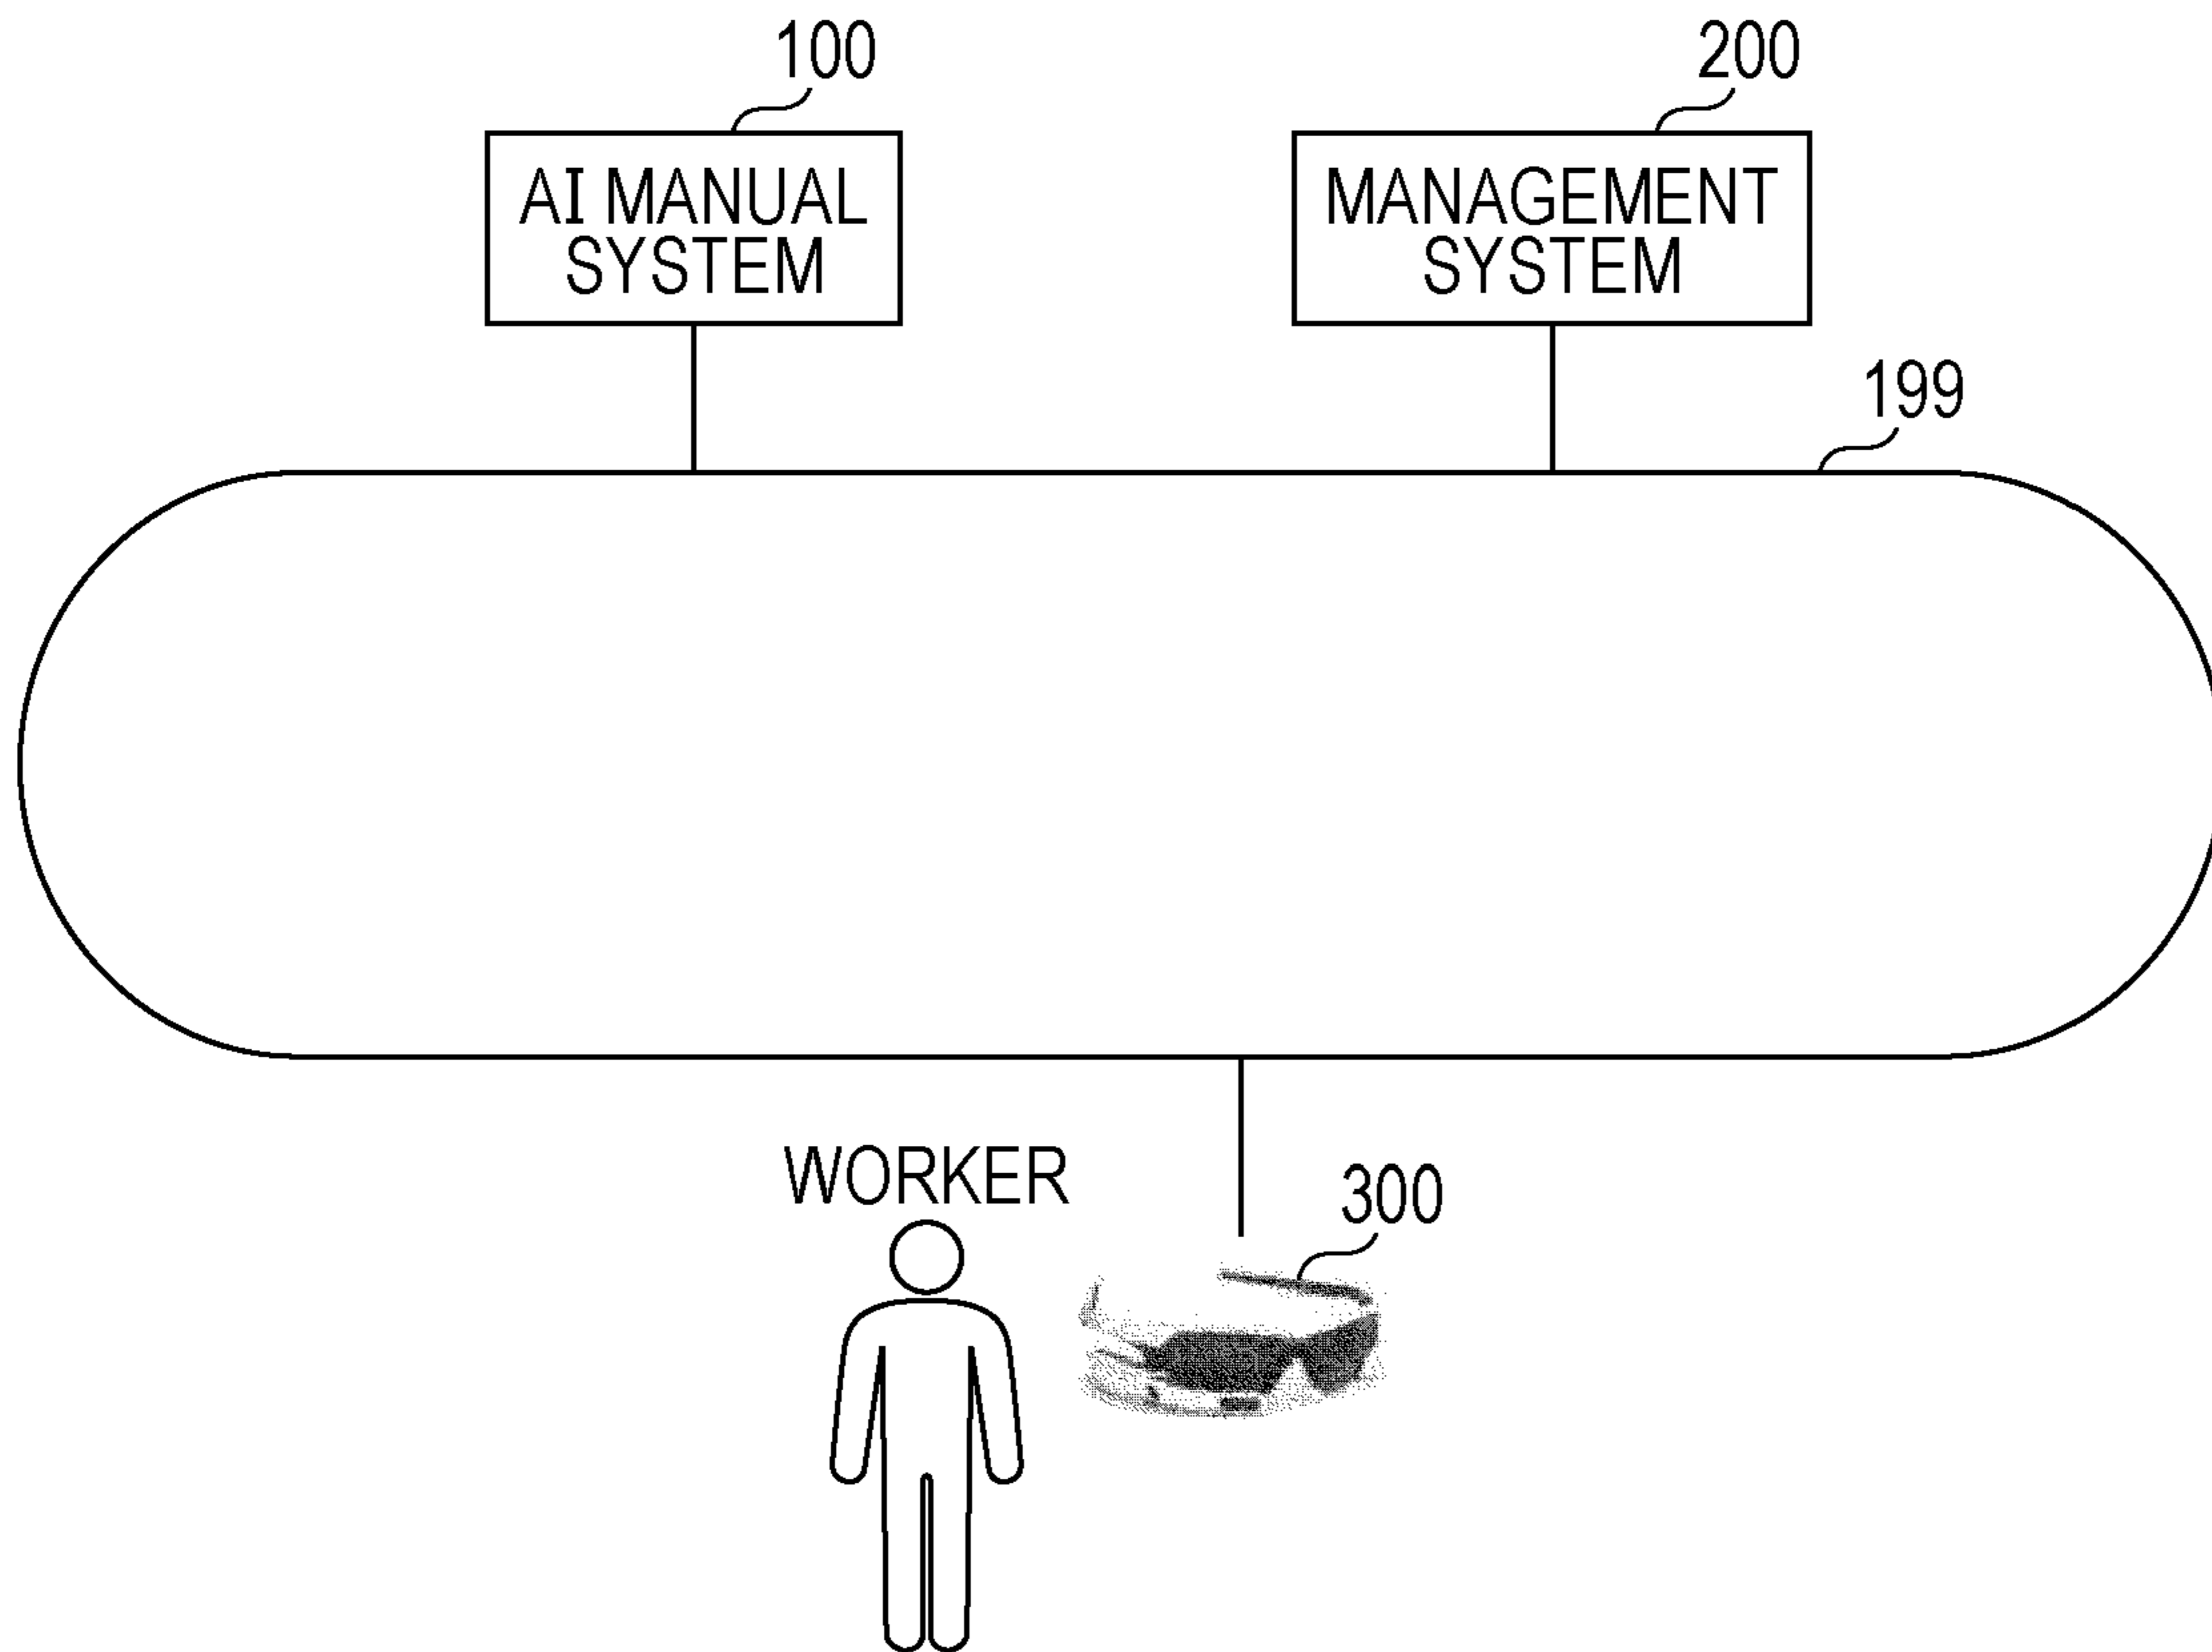 100
200
AI MANUAL
SYSTEM
MANAGEMENT
SYSTEM
199
WORKER
300